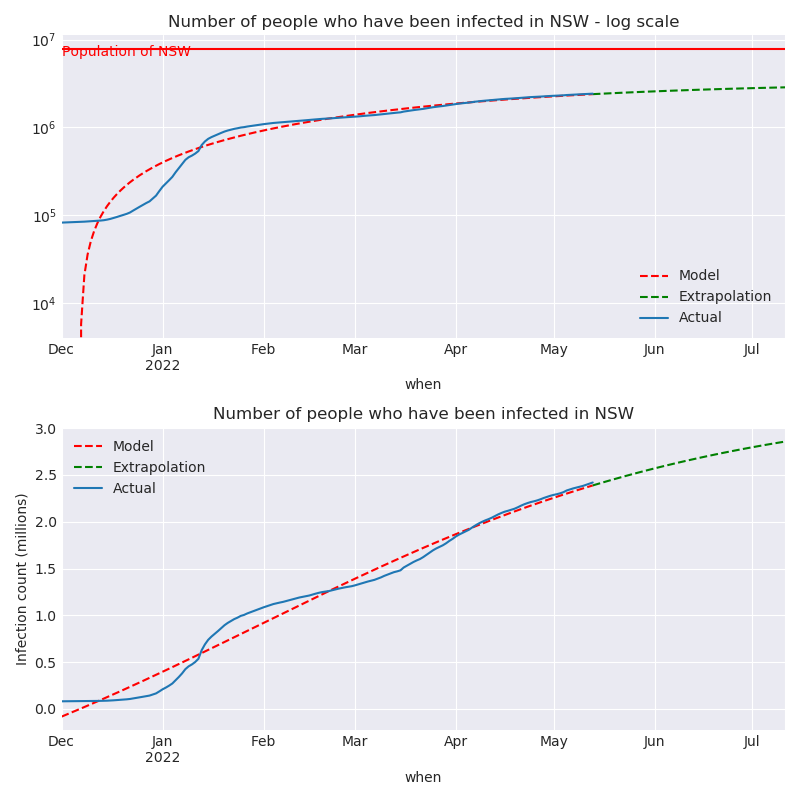 Number of people who have been infected in NSW - log scale
10^7
Population of NSW
10^6
10^5
10^4
Model
Extrapolation
Actual
Dec Jan Feb Mar Apr May Jun Jul
2022
when
Number of people who have been infected in NSW
3.0
Model
2.5
Extrapolation
Actual
2.0
1.5
1.0
0.5
0.0
Infection count (millions)
Dec Jan Feb Mar Apr May Jun Jul
2022
when